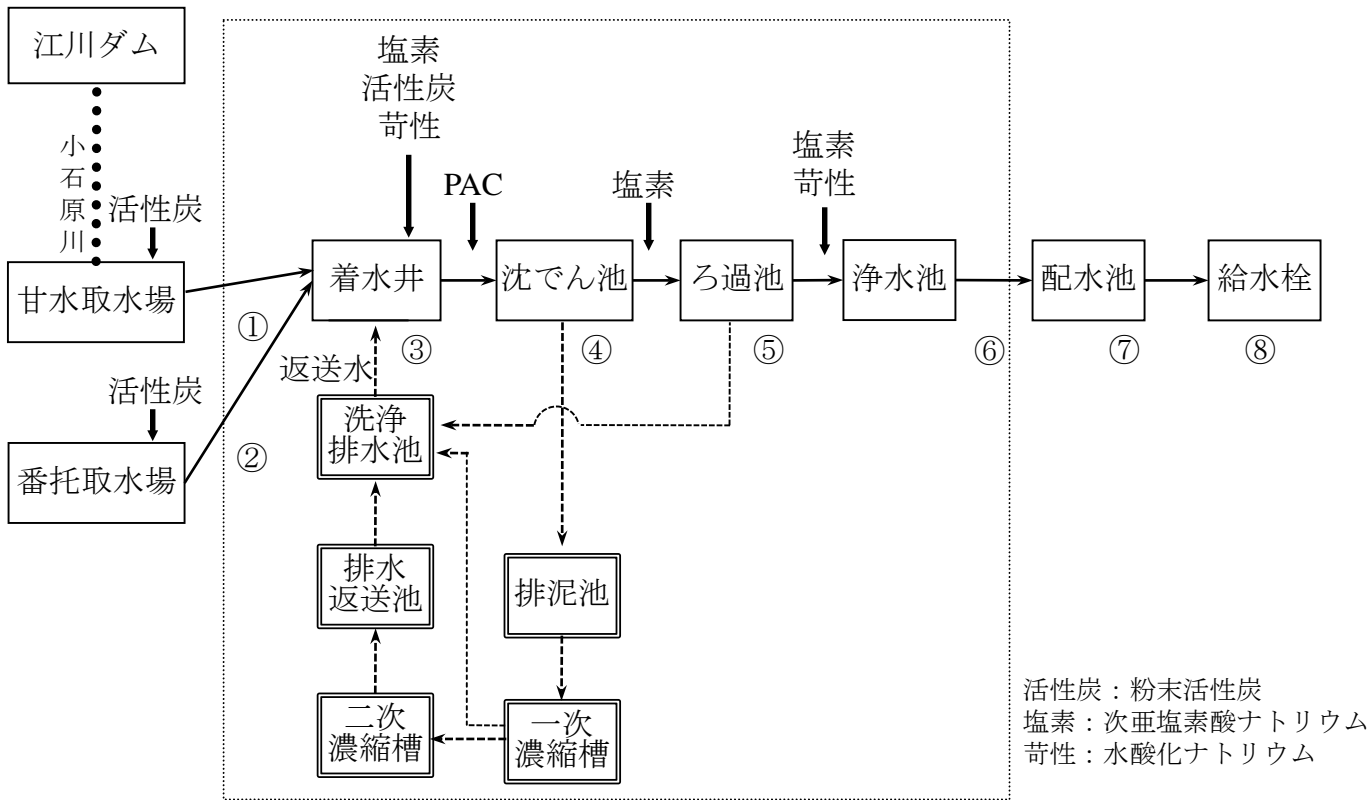 江川ダム
小石原川
活性炭
甘水取水場
活性炭
番托取水場
①
②
塩素
活性炭
苛性
PAC
塩素
塩素
苛性
着水井
沈でん池
ろ過池
浄水池
配水池
給水栓
③
④
⑤
⑥
⑦
⑧
返送水
洗浄
排水池
排水
返送池
排泥池
二次
濃縮槽
一次
濃縮槽
活性炭：粉末活性炭
塩素：次亜塩素酸ナトリウム
苛性：水酸化ナトリウム